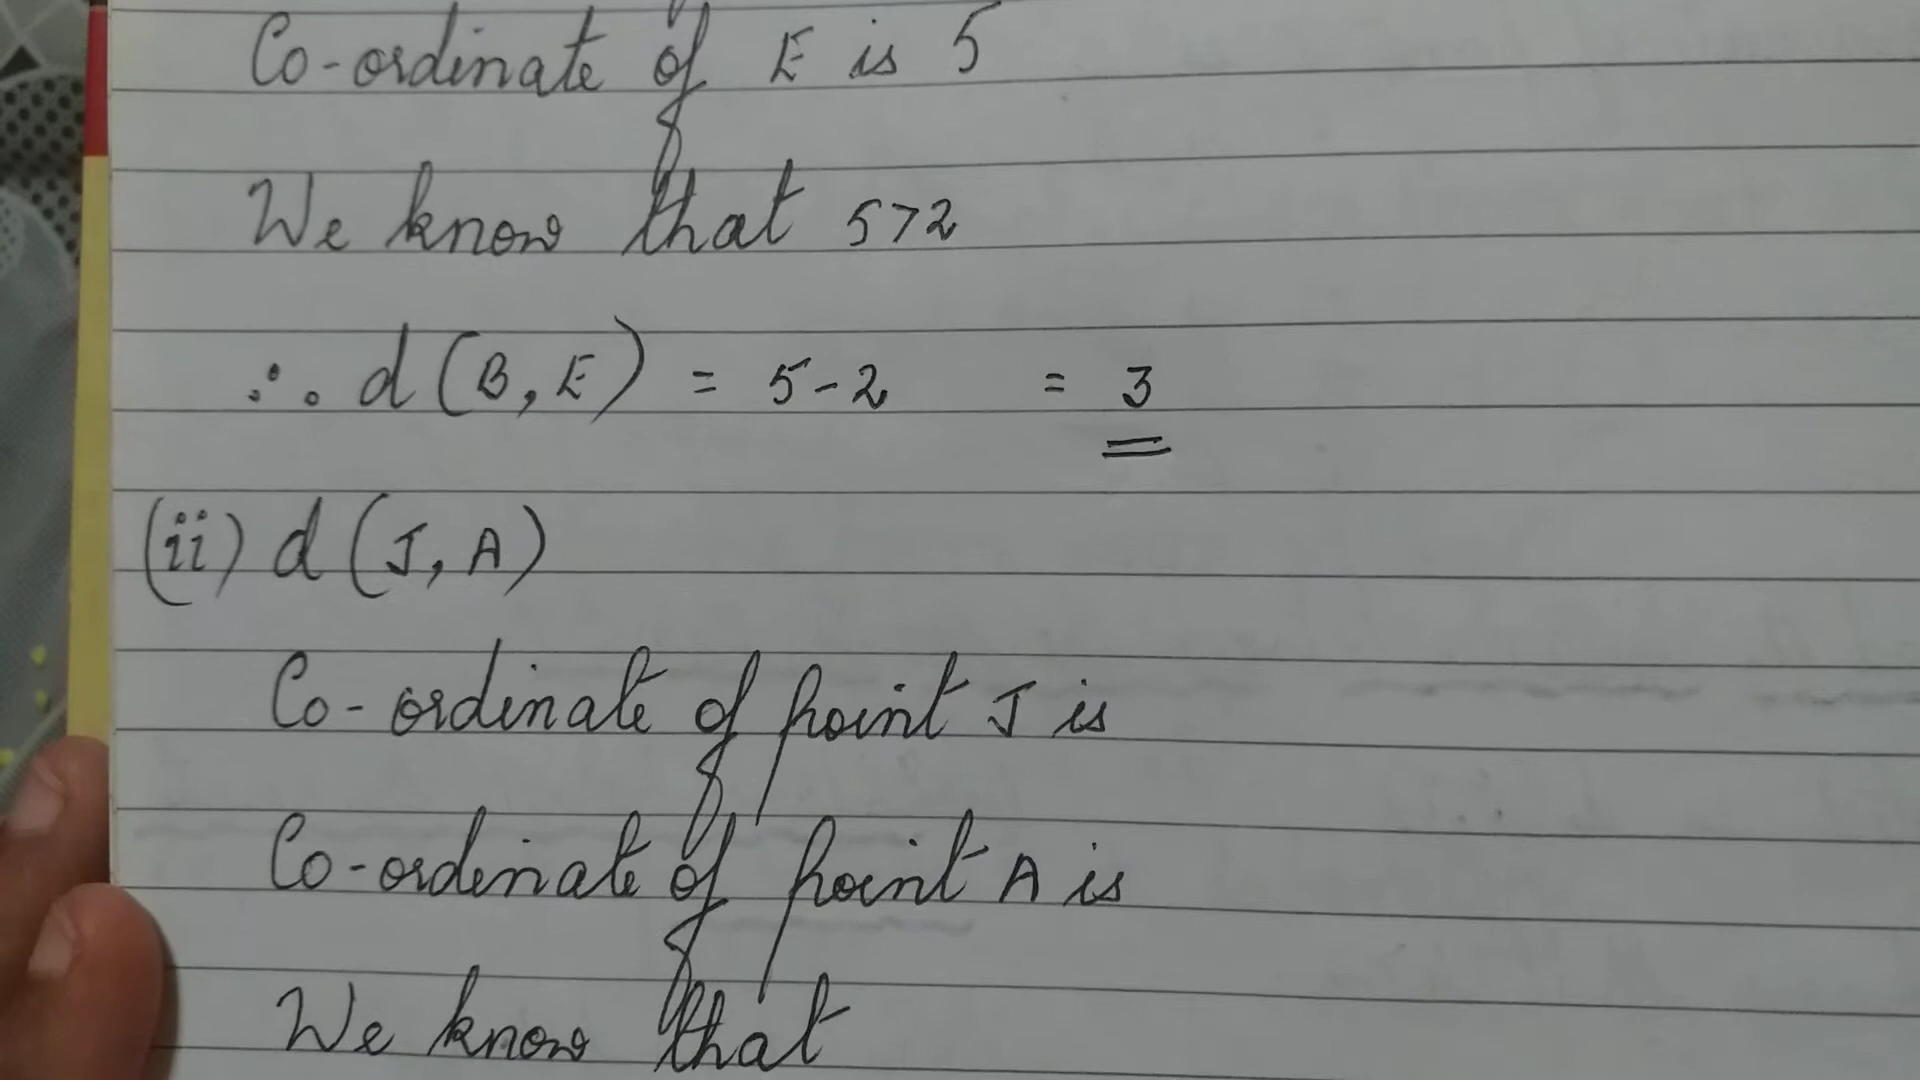 Co-ordinate of E is 5
We know that 5>2
∴ d (B, E) = 5-2 = 3
(ii) d (J, A)
Co-ordinate of point J is
Co-ordinate of point A is
We know that